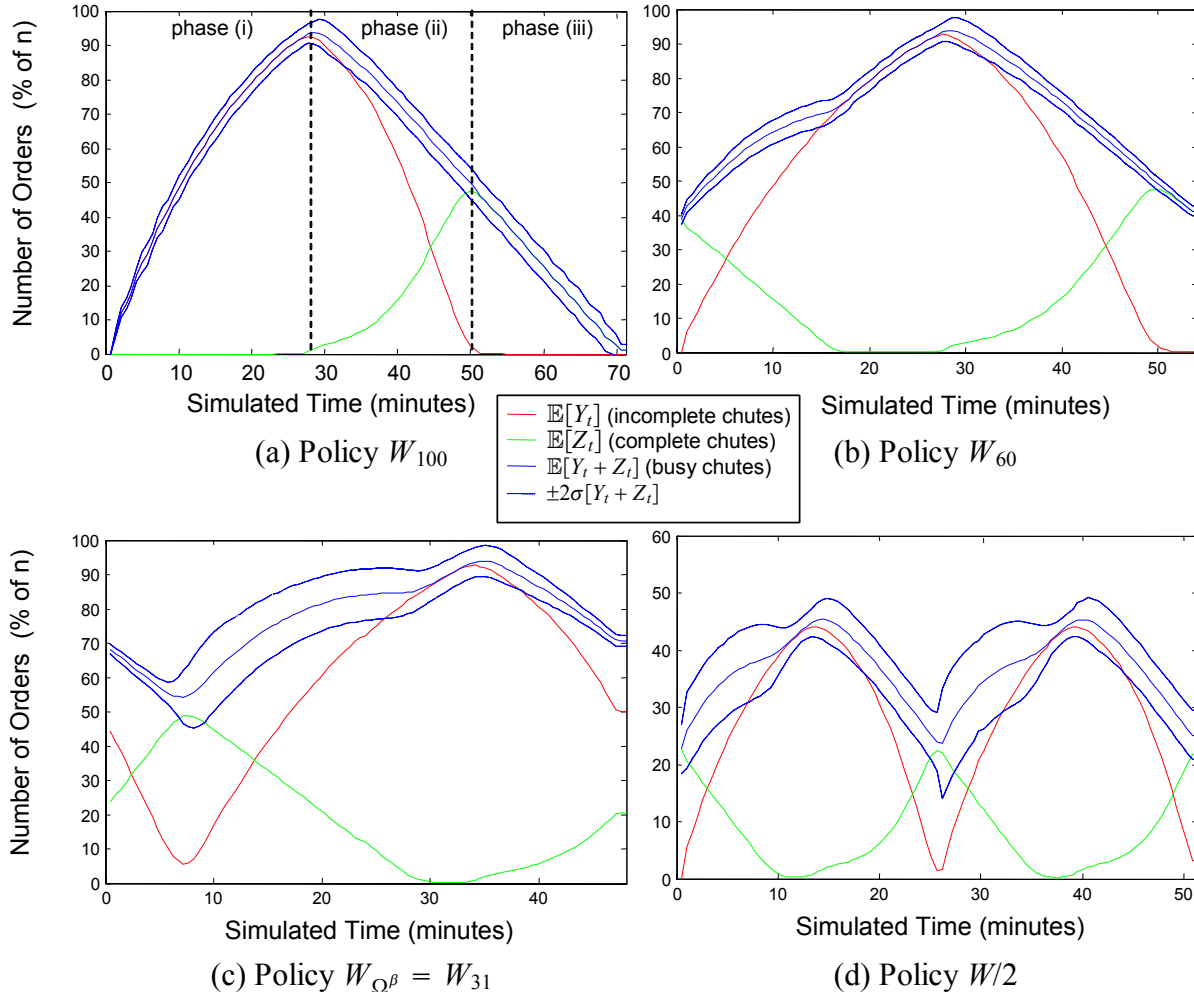 phase (i)
phase (ii)
phase (iii)
Number of Orders (% of n)
100
90
80
70
60
50
40
30
20
10
0
0 10 20 30 40 50 60 70
Simulated Time (minutes)
(a) Policy W₁₀₀
100
90
80
70
60
50
40
30
20
10
0
0 10 20 30 40 50
Simulated Time (minutes)
(b) Policy W₆₀
𝔼[Yₜ] (incomplete chutes)
𝔼[Zₜ] (complete chutes)
𝔼[Yₜ + Zₜ] (busy chutes)
±2σ[Yₜ + Zₜ]
Number of Orders (% of n)
100
90
80
70
60
50
40
30
20
10
0
0 10 20 30 40
Simulated Time (minutes)
(c) Policy W_Ω^β = W₃₁
60
50
40
30
20
10
0
0 10 20 30 40 50
Simulated Time (minutes)
(d) Policy W/2